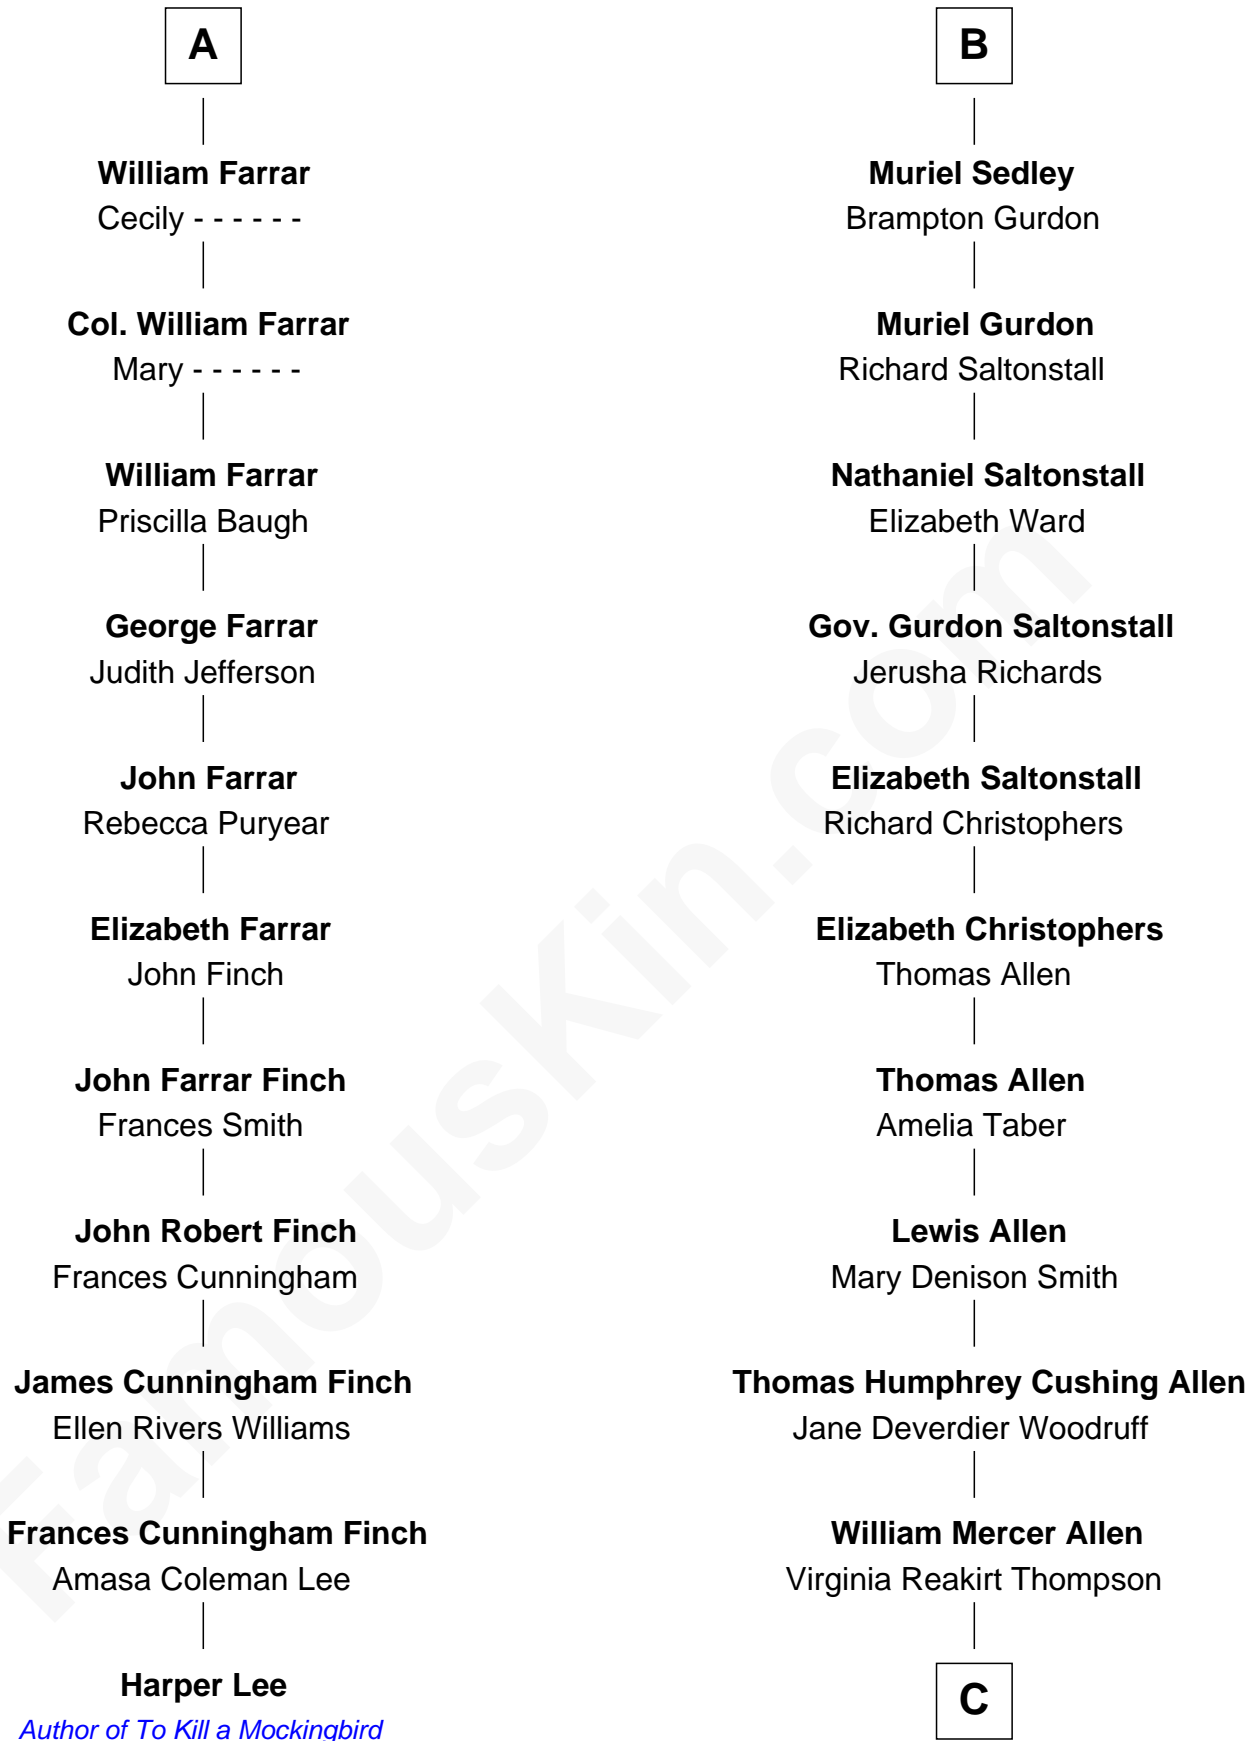 A
William Farrar
Cecily - - - - - -
Col. William Farrar
Mary - - - - - -
William Farrar
Priscilla Baugh
George Farrar
Judith Jefferson
John Farrar
Rebecca Puryear
Elizabeth Farrar
John Finch
John Farrar Finch
Frances Smith
John Robert Finch
Frances Cunningham
James Cunningham Finch
Ellen Rivers Williams
Frances Cunningham Finch
Amasa Coleman Lee
Harper Lee
Author of To Kill a Mockingbird
B
Muriel Sedley
Brampton Gurdon
Muriel Gurdon
Richard Saltonstall
Nathaniel Saltonstall
Elizabeth Ward
Gov. Gurdon Saltonstall
Jerusha Richards
Elizabeth Saltonstall
Richard Christophers
Elizabeth Christophers
Thomas Allen
Thomas Allen
Amelia Taber
Lewis Allen
Mary Denison Smith
Thomas Humphrey Cushing Allen
Jane Deverdier Woodruff
William Mercer Allen
Virginia Reakirt Thompson
C
FamousKin.com